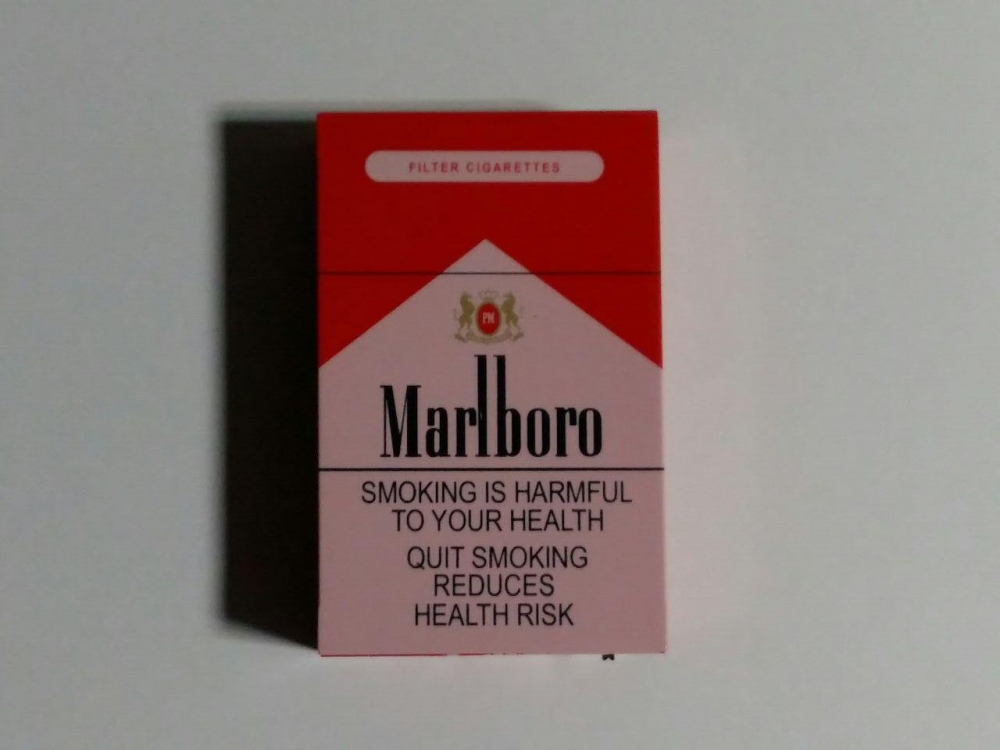 FILTER CIGARETTES
PM
Marlboro
SMOKING IS HARMFUL
TO YOUR HEALTH
QUIT SMOKING
REDUCES
HEALTH RISK